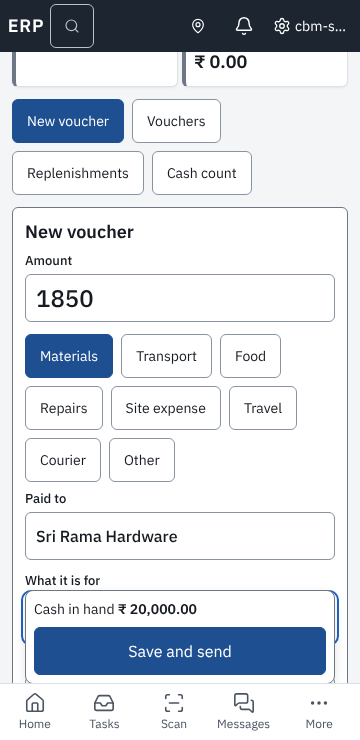 ERP
cbm-s...
₹ 0.00
New voucher
Vouchers
Replenishments
Cash count
New voucher
Amount
1850
Materials
Transport
Food
Repairs
Site expense
Travel
Courier
Other
Paid to
Sri Rama Hardware
What it is for
Cash in hand ₹ 20,000.00
Save and send
Home
Tasks
Scan
Messages
More